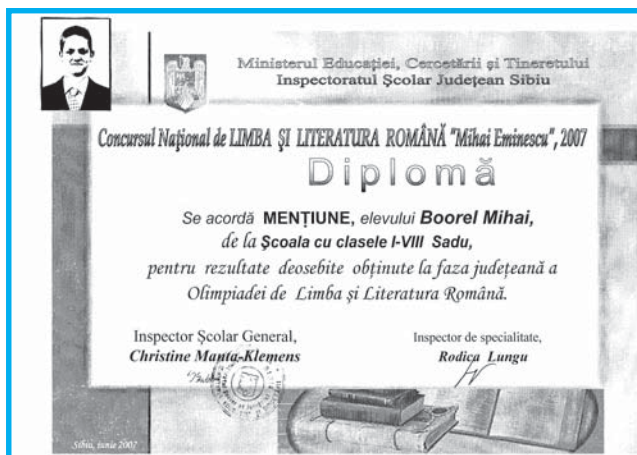 Ministerul Educației, Cercetării și Tineretului
Inspectoratul Școlar Județean Sibiu
Concursul Național de LIMBA ȘI LITERATURA ROMÂNĂ "Mihai Eminescu", 2007
Diplomă
Se acordă MENȚIUNE, elevului Boorel Mihai,
de la Școala cu clasele I-VIII Sadu,
pentru rezultate deosebite obținute la faza județeană a
Olimpiadei de Limba și Literatura Română.
Inspector Școlar General,
Christine Manta-Klemens
Inspector de specialitate,
Rodica Lungu
Sibiu, iunie 2007